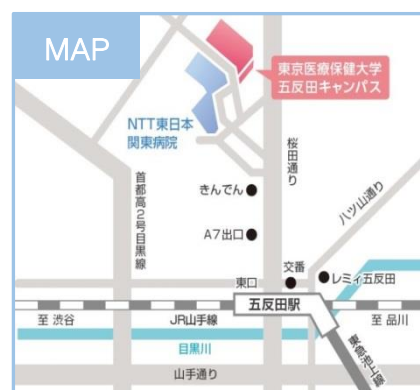 MAP
東京医療保健大学
五反田キャンパス
NTT東日本
関東病院
桜田通り
首都高2号目黒線
八ツ山通り
きんでん
A7出口
東口
交番
レミィ五反田
五反田駅
至 渋谷
JR山手線
至 品川
目黒川
東急池上線
山手通り